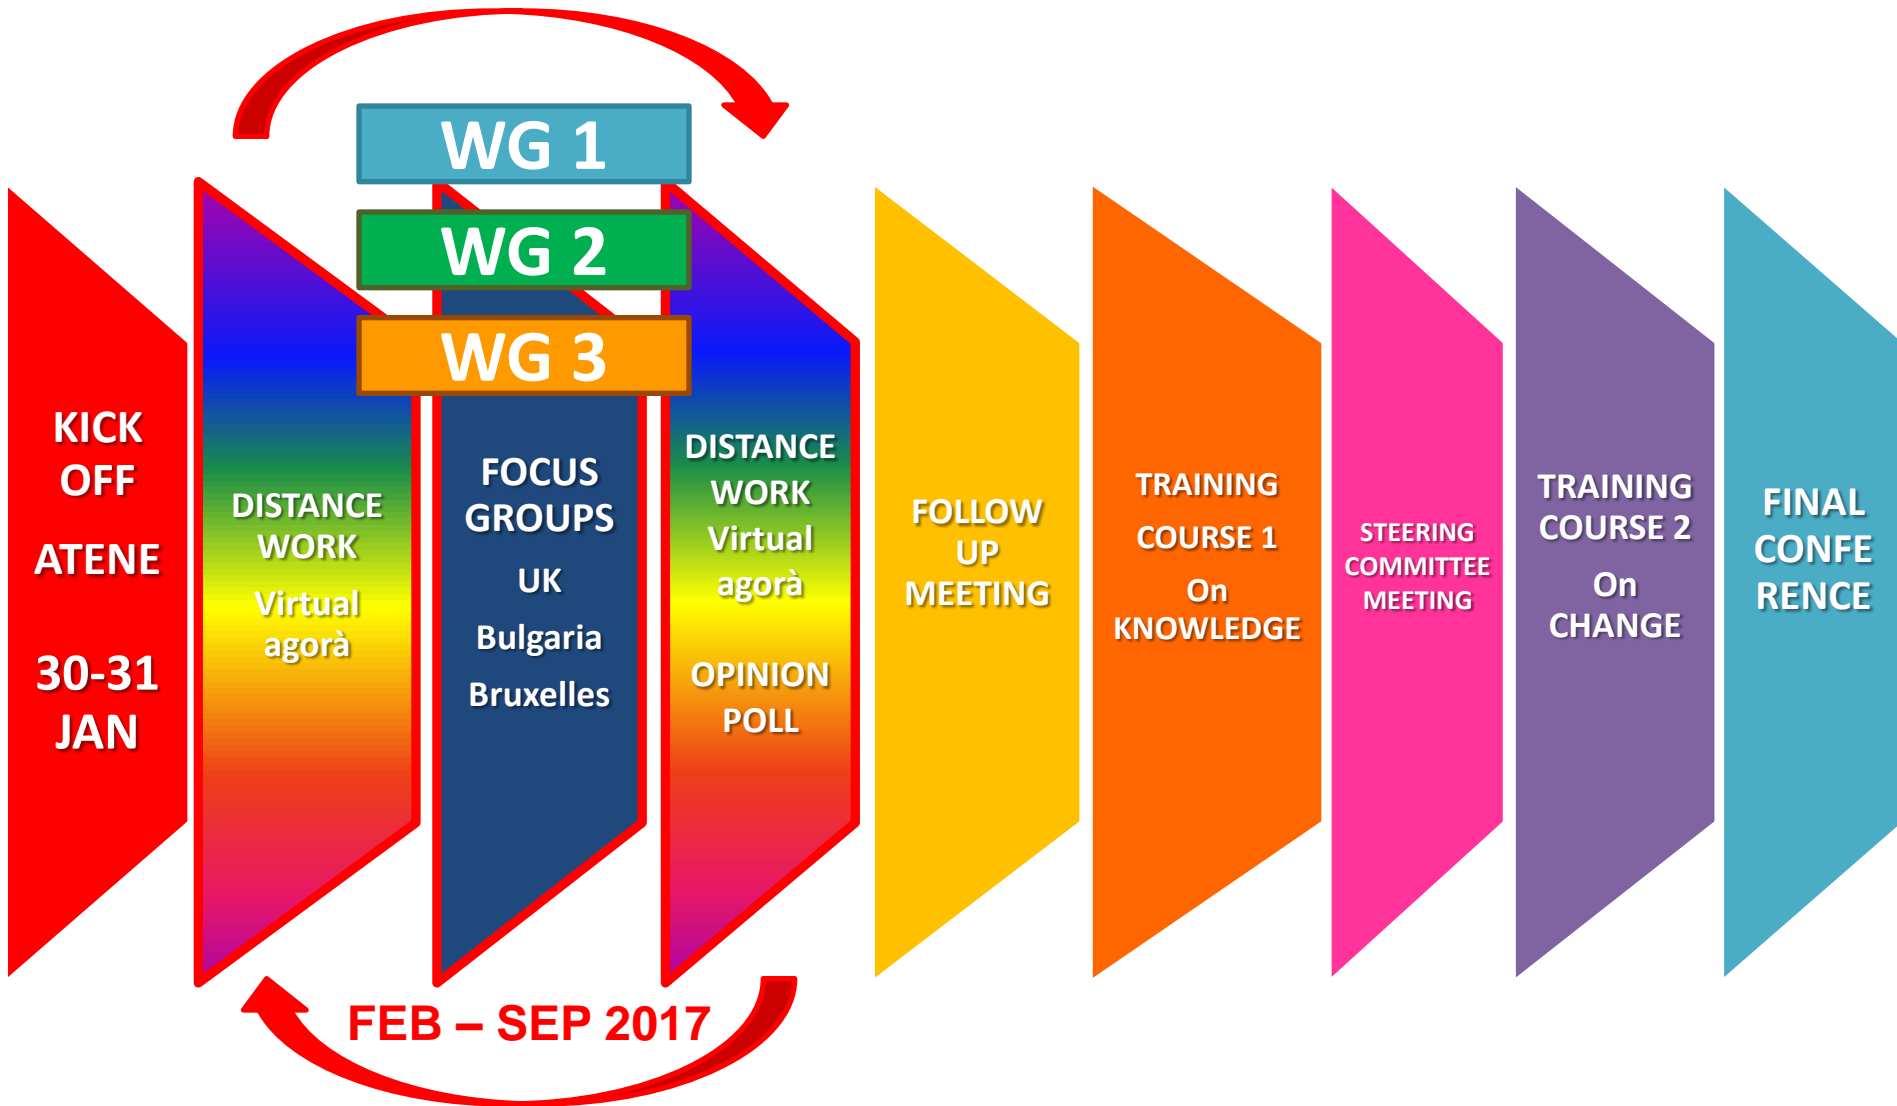 WG 1
WG 2
WG 3
KICK
OFF
ATENE
30-31
JAN
DISTANCE
WORK
Virtual
agorà
FOCUS
GROUPS
UK
Bulgaria
Bruxelles
DISTANCE
WORK
Virtual
agorà
OPINION
POLL
FOLLOW
UP
MEETING
TRAINING
COURSE 1
On
KNOWLEDGE
STEERING
COMMITTEE
MEETING
TRAINING
COURSE 2
On
CHANGE
FINAL
CONFE
RENCE
FEB – SEP 2017